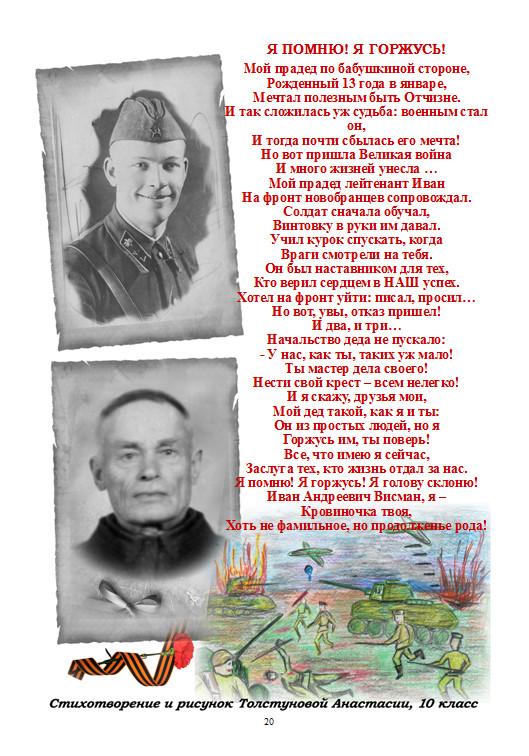 Я ПОМНЮ! Я ГОРЖУСЬ!
Мой прадед по бабушкиной стороне,
Рожденный 13 года в январе,
Мечтал полезным быть Отчизне.
И так сложилась уж судьба: военным стал
он,
И тогда почти сбылась его мечта!
Но вот пришла Великая война
И много жизней унесла …
Мой прадед лейтенант Иван
На фронт новобранцев сопровождал.
Солдат сначала обучал,
Винтовку в руки им давал.
Учил курок спускать, когда
Враги смотрели на тебя.
Он был наставником для тех,
Кто верил сердцем в НАШ успех.
Хотел на фронт уйти: писал, просил…
Но вот, увы, отказ пришел!
И два, и три…
Начальство деда не пускало:
- У нас, как ты, таких уж мало!
Ты мастер дела своего!
Нести свой крест – всем нелегко!
И я скажу, друзья мои,
Мой дед такой, как я и ты:
Он из простых людей, но я
Горжусь им, ты поверь!
Все, что имею я сейчас,
Заслуга тех, кто жизнь отдал за нас.
Я помню! Я горжусь! Я голову склоню!
Иван Андреевич Висман, я –
Кровиночка твоя,
Хоть не фамильное, но продолженье рода!
Стихотворение и рисунок Толстуновой Анастасии, 10 класс
20